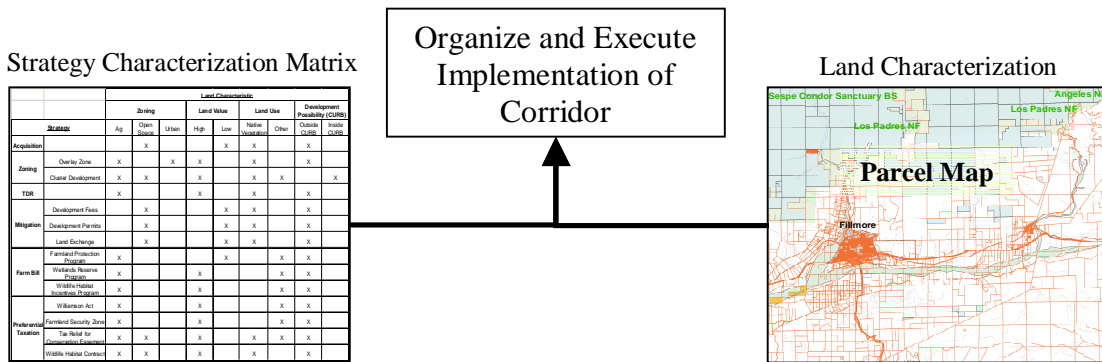 Organize and Execute
Implementation of
Corridor
Strategy Characterization Matrix
Land Characterization
Land Characteristic
Zoning Land Value Land Use Development
Possibility (CURB)
Strategy Ag Open
Space Urban High Low Native
Vegetation Other Outside
CURB Inside
CURB
Acquisition X X X X
Zoning
Overlay Zone X X X X X
Cluster Development X X X X X X
TDR X X X X
Mitigation
Development Fees X X X X
Development Permits X X X X
Land Exchange X X X X
Farm Bill
Farmland Protection
Program X X X X
Wetlands Reserve
Program X X X X
Wildlife Habitat
Incentives Program X X X X
Preferential
Taxation
Williamson Act X X X X
Farmland Security Zone X X X X
Tax Relief for
Conservation Easement X X X X X X
Wildlife Habitat Contract X X X X X
Sespe Condor Sanctuary BS
Angeles N
Los Padres NF
Los Padres NF
Parcel Map
Fillmore